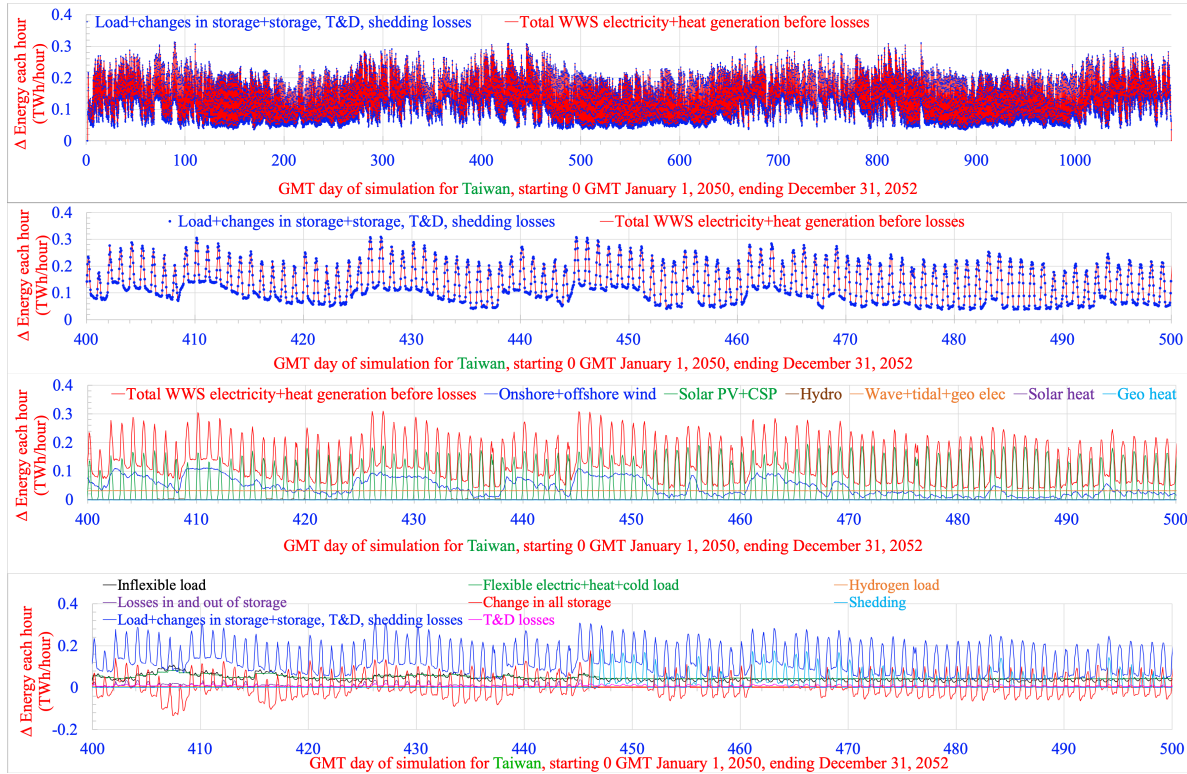 Load+changes in storage+storage, T&D, shedding losses —Total WWS electricity+heat generation before losses
Δ Energy each hour
(TWh/hour)
0.4
0.3
0.2
0.1
0
0 100 200 300 400 500 600 700 800 900 1000
GMT day of simulation for Taiwan, starting 0 GMT January 1, 2050, ending December 31, 2052
Load+changes in storage+storage, T&D, shedding losses —Total WWS electricity+heat generation before losses
Δ Energy each hour
(TWh/hour)
0.4
0.3
0.2
0.1
0
400 410 420 430 440 450 460 470 480 490 500
GMT day of simulation for Taiwan, starting 0 GMT January 1, 2050, ending December 31, 2052
—Total WWS electricity+heat generation before losses —Onshore+offshore wind —Solar PV+CSP —Hydro —Wave+tidal+geo elec —Solar heat —Geo heat
Δ Energy each hour
(TWh/hour)
0.4
0.3
0.2
0.1
0
400 410 420 430 440 450 460 470 480 490 500
GMT day of simulation for Taiwan, starting 0 GMT January 1, 2050, ending December 31, 2052
—Inflexible load —Flexible electric+heat+cold load —Hydrogen load
—Losses in and out of storage —Change in all storage —Shedding
—Load+changes in storage+storage, T&D, shedding losses —T&D losses
Δ Energy each hour
(TWh/hour)
0.4
0.2
0
-0.2
400 410 420 430 440 450 460 470 480 490 500
GMT day of simulation for Taiwan, starting 0 GMT January 1, 2050, ending December 31, 2052